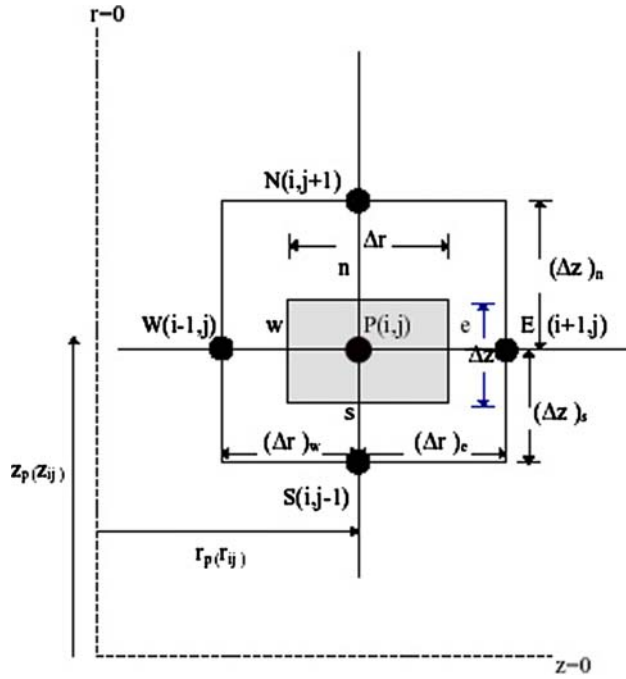 r=0
N(i,j+1)
Δr
n
(Δz )n
W(i-1,j)
w
P(i,j)
e
E (i+1,j)
Δz
s
(Δz )s
(Δr )w
(Δr )e
zp(zij)
S(i,j-1)
rp(rij)
z=0